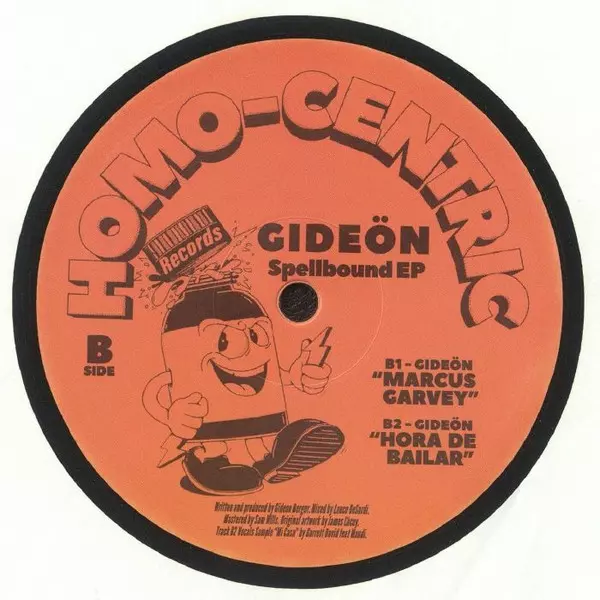 HOMO-CENTRIC
Records
GIDEÖN
Spellbound EP
B
SIDE
B1 - GIDEÖN
"MARCUS
GARVEY"
B2 - GIDEÖN
"HORA DE
BAILAR"
Written and produced by Gideon Berger. Mixed by Luuca DeSardi.
Mastered by Sam Mills. Original artwork by James Lacey.
Track B2 Vocals Sample "Mi Casa" by Garrett David feat Mandi.